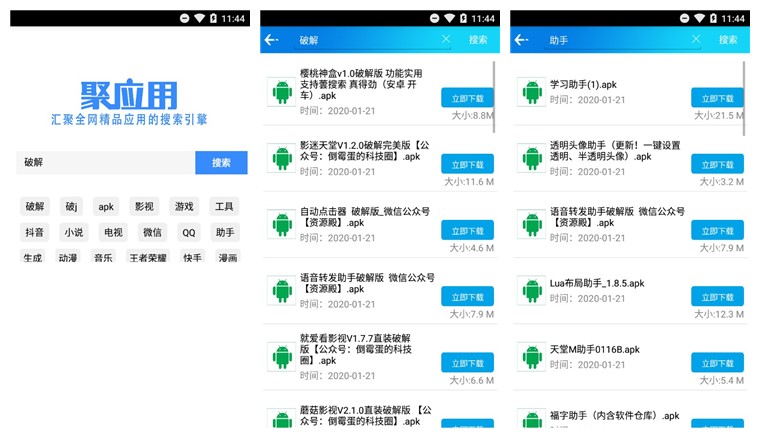 11:44
聚应用
汇聚全网精品应用的搜索引擎
破解
搜索
破解 破j apk 影视 游戏 工具
抖音 小说 电视 微信 QQ 助手
生成 动漫 音乐 王者荣耀 快手 漫画
11:44
破解
搜索
樱桃神盒v1.0破解版 功能实用
支持蕾搜索 真得劲（安卓 开
车）.apk
时间：2020-01-21
立即下载
大小:8.8M
影迷天堂V1.2.0破解完美版【公
众号：倒霉蛋的科技圈】.apk
时间：2020-01-21
立即下载
大小:11.6 M
自动点击器 破解版_微信公众号
【资源殿】.apk
时间：2020-01-21
立即下载
大小:4.6 M
语音转发助手破解版 微信公众号
【资源殿】.apk
时间：2020-01-21
立即下载
大小:7.9 M
就爱看影视V1.7.7直装破解
版【公众号：倒霉蛋的科技
圈】.apk
时间：2020-01-21
立即下载
大小:6.6 M
蘑菇影视V2.1.0直装破解版 【公
众号：倒霉蛋的科技圈】.apk
11:44
助手
搜索
学习助手(1).apk
时间：2020-01-21
立即下载
大小:21.5 M
透明头像助手（更新！一键设置
透明、半透明头像）.apk
时间：2020-01-21
立即下载
大小:3.2 M
语音转发助手破解版 微信公众号
【资源殿】.apk
时间：2020-01-21
立即下载
大小:7.9 M
Lua布局助手_1.8.5.apk
时间：2020-01-21
立即下载
大小:12.3 M
天堂M助手0116B.apk
时间：2020-01-21
立即下载
大小:5.4 M
福字助手（内含软件仓库）.apk